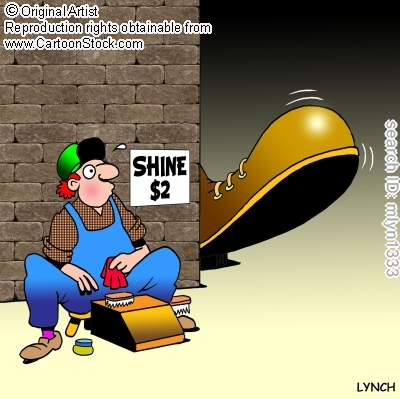 © Original Artist
Reproduction rights obtainable from
www.CartoonStock.com
SHINE
$2
search ID: mlyn1333
LYNCH